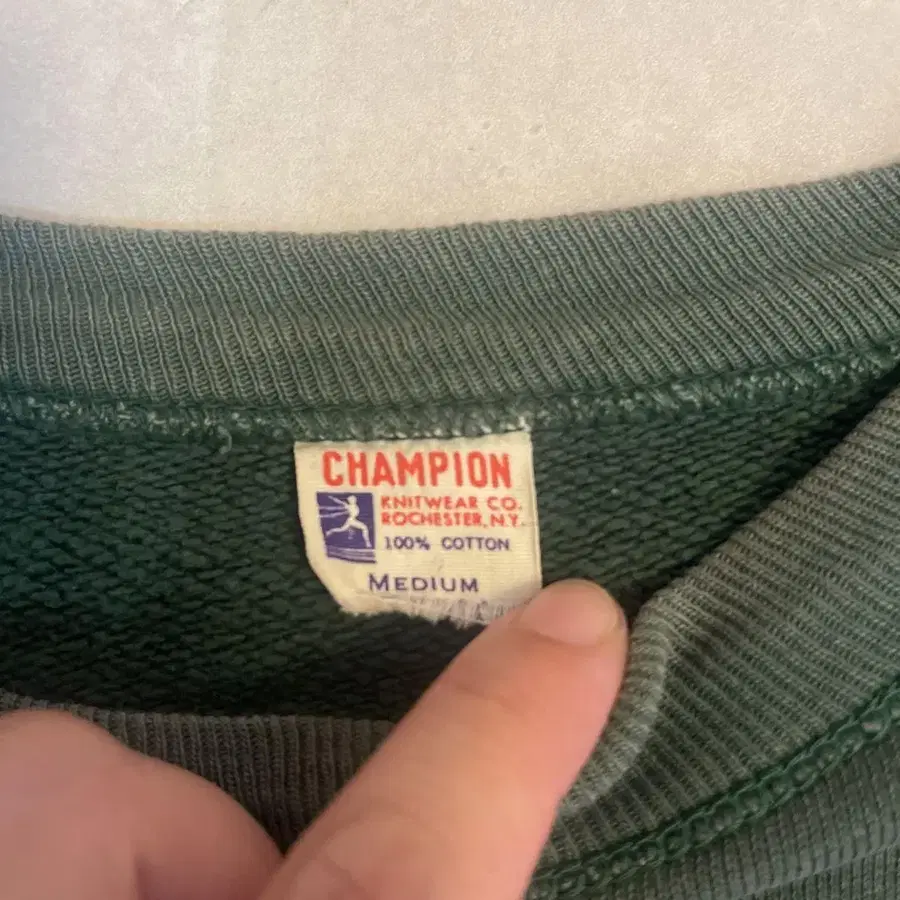 CHAMPION
KNITWEAR CO.
ROCHESTER, N.Y.
100% COTTON
MEDIUM